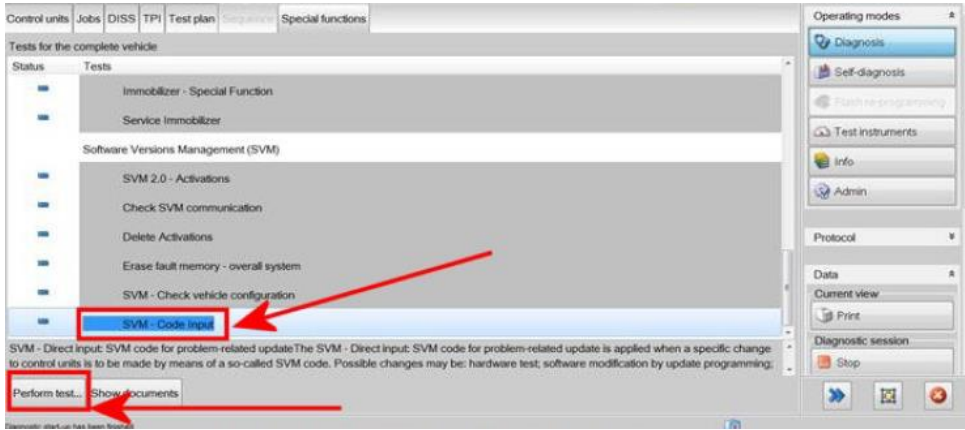 Control units Jobs DISS TPI Test plan Sequence Special functions
Tests for the complete vehicle
Status Tests
Immobilizer - Special Function
Service Immobilizer
Software Versions Management (SVM)
SVM 2.0 - Activations
Check SVM communication
Delete Activations
Erase fault memory - overall system
SVM - Check vehicle configuration
SVM - Code Input
SVM - Direct input: SVM code for problem-related updateThe SVM - Direct input: SVM code for problem-related update is applied when a specific change
to control units is to be made by means of a so-called SVM code. Possible changes may be: hardware test; software modification by update programming;
Perform test... Show documents
Diagnostic start-up has been finished
Operating modes
Diagnosis
Self-diagnosis
Flash re-programming
Test instruments
Info
Admin
Protocol
Data
Current view
Print
Diagnostic session
Stop